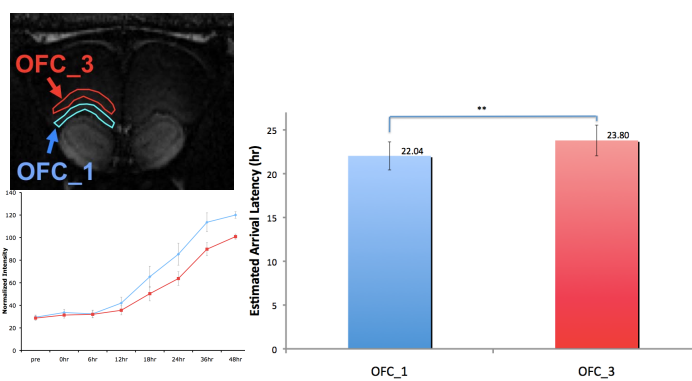 OFC_3
OFC_1
Normalized Intensity
140
120
100
80
60
40
20
0
pre 0hr 6hr 12hr 18hr 24hr 36hr 48hr
Estimated Arrival Latency (hr)
25
20
15
10
5
0
**
22.04
23.80
OFC_1 OFC_3